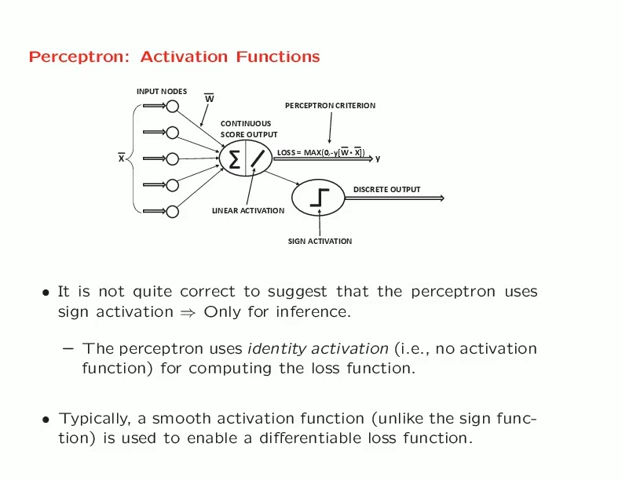 Perceptron: Activation Functions
INPUT NODES
W
PERCEPTRON CRITERION
CONTINUOUS
SCORE OUTPUT
LOSS = MAX(0,-y[W • X])
X
∑
y
DISCRETE OUTPUT
LINEAR ACTIVATION
SIGN ACTIVATION
• It is not quite correct to suggest that the perceptron uses
sign activation ⇒ Only for inference.
– The perceptron uses identity activation (i.e., no activation
function) for computing the loss function.
• Typically, a smooth activation function (unlike the sign func-
tion) is used to enable a differentiable loss function.